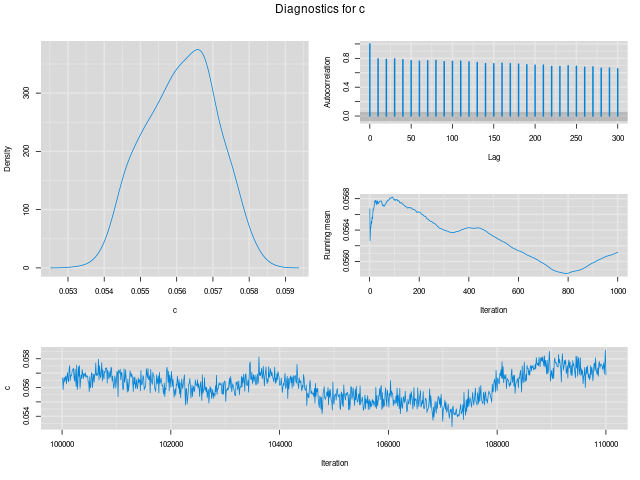 Diagnostics for c
Density
0 100 200 300
0.053 0.054 0.055 0.056 0.057 0.058 0.059
c
Autocorrelation
0.0 0.4 0.8
0 50 100 150 200 250 300
Lag
Running mean
0.0560 0.0564 0.0568
0 200 400 600 800 1000
Iteration
c
0.054 0.056 0.058
100000 102000 104000 106000 108000 110000
Iteration